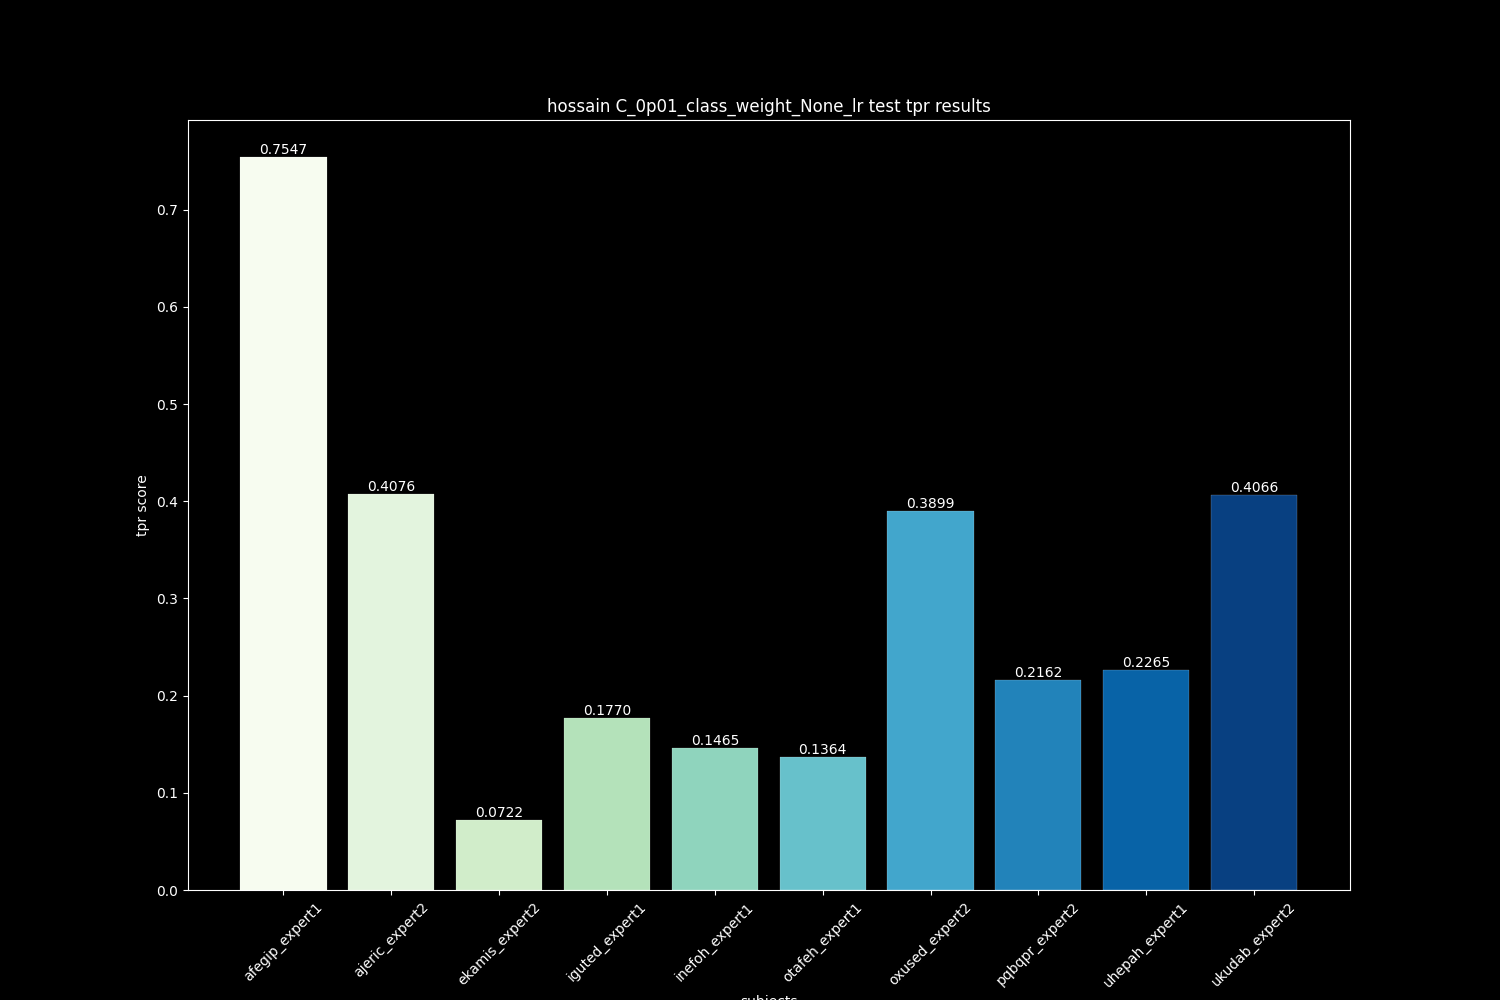 hossain C_0p01_class_weight_None_lr test tpr results
0.7547
0.4076
0.0722
0.1770
0.1465
0.1364
0.3899
0.2162
0.2265
0.4066
tpr score
0.7
0.6
0.5
0.4
0.3
0.2
0.1
0.0
afegip_expert1
ajeric_expert2
ekamis_expert2
iguted_expert1
inefoh_expert1
otafeh_expert1
oxused_expert2
pqbqpr_expert2
uhepah_expert1
ukudab_expert2
subjects